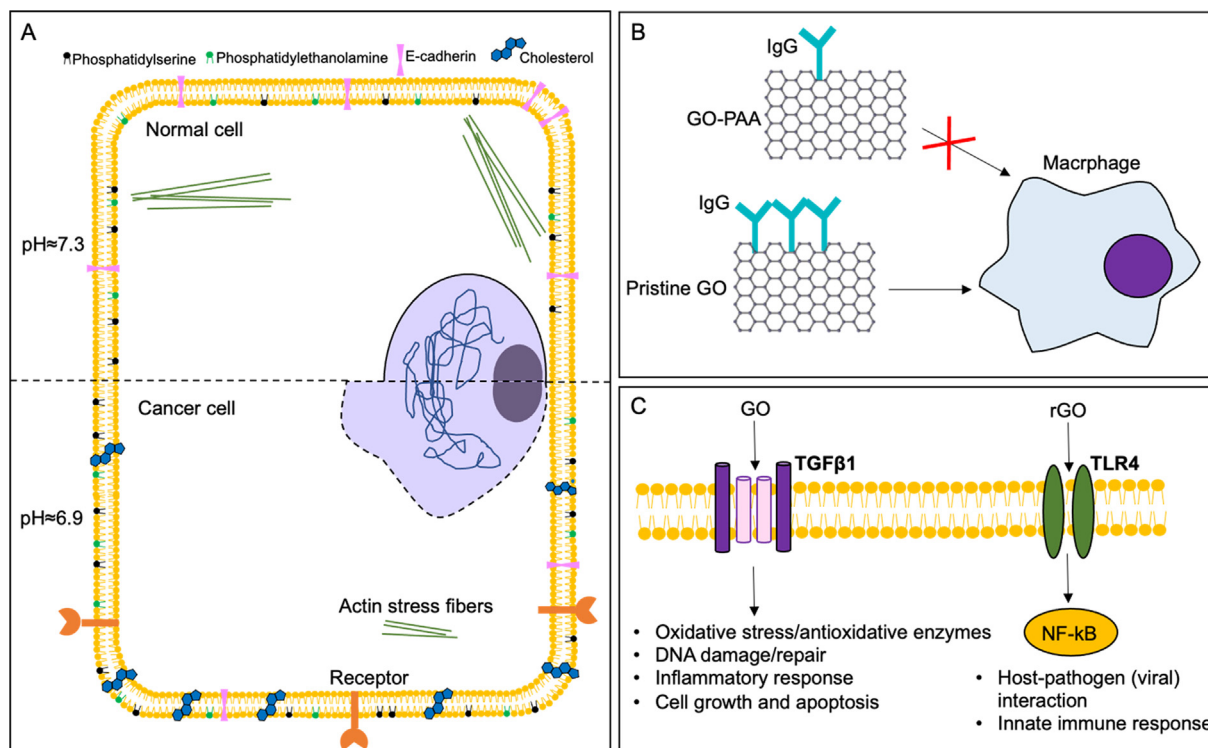 A
Phosphatidylserine
Phosphatidylethanolamine
E-cadherin
Cholesterol
Normal cell
pH≈7.3
Cancer cell
pH≈6.9
Actin stress fibers
Receptor
B
IgG
GO-PAA
Macrphage
IgG
Pristine GO
C
GO
rGO
TGFβ1
TLR4
• Oxidative stress/antioxidative enzymes
• DNA damage/repair
• Inflammatory response
• Cell growth and apoptosis
NF-kB
• Host-pathogen (viral)
interaction
• Innate immune response